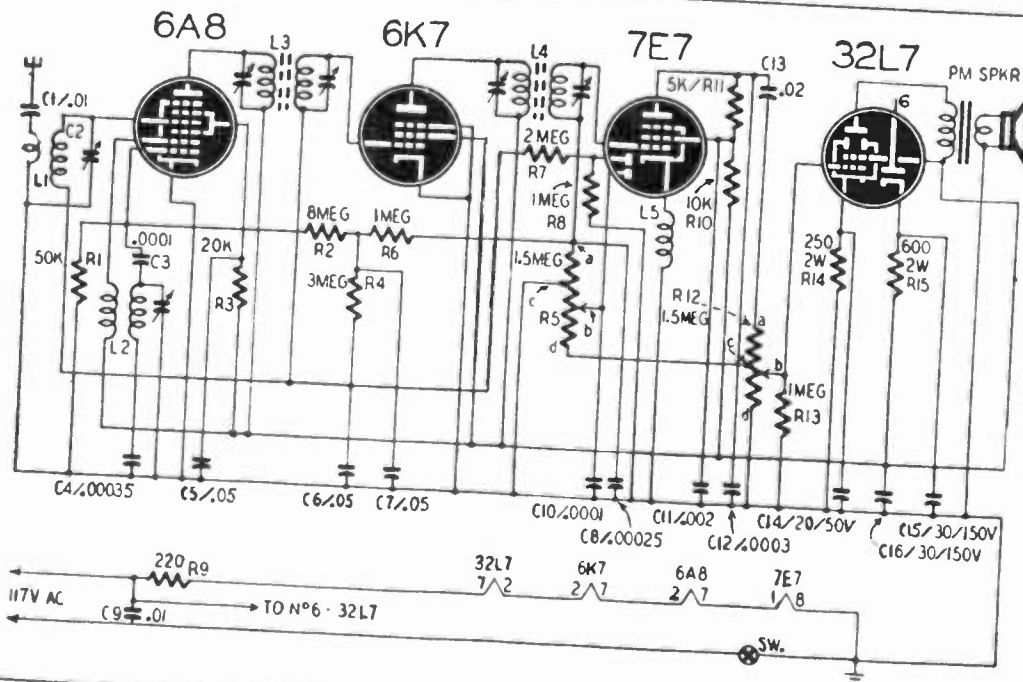 6A8
6K7
7E7
32L7
L3
L4
C13
.02
5K/R11
6
PM SPKR
C1/.01
C2
L1
2 MEG
R7
1MEG
R8
10K
R10
L5
8MEG
R2
1MEG
R6
.0001
C3
20K
R3
50K
R1
L2
3MEG
R4
1.5MEG
a
c
R5
b
d
R12
1.5MEG
a
c
b
d
1MEG
R13
250
2W
R14
600
2W
R15
C4/.00035
C5/.05
C6/.05
C7/.05
C10/.0001
C8/.00025
C11/.002
C12/.0003
C14/20/50V
C16/30/150V
C15/30/150V
220 R9
32L7
7 2
6K7
2 7
6A8
2 7
7E7
1 8
117V AC
C9 .01
TO Nº6 - 32L7
SW.